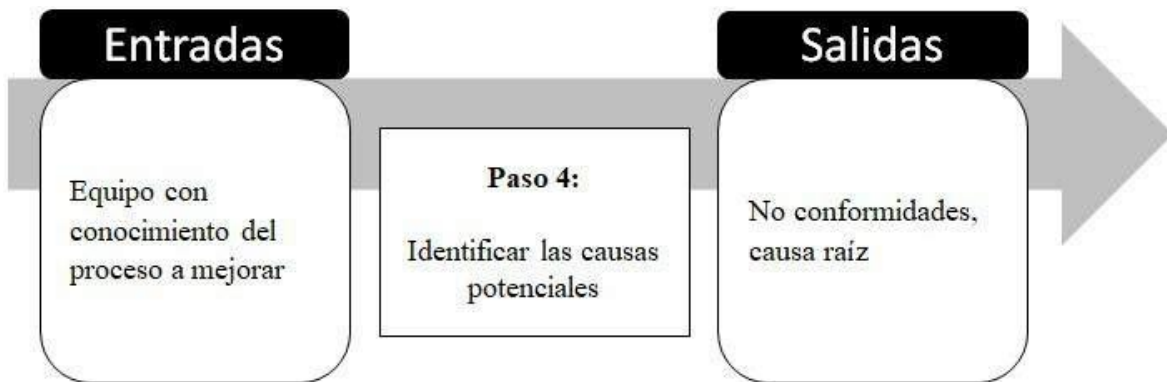 Entradas
Salidas
Equipo con
conocimiento del
proceso a mejorar
Paso 4:
Identificar las causas
potenciales
No conformidades,
causa raíz